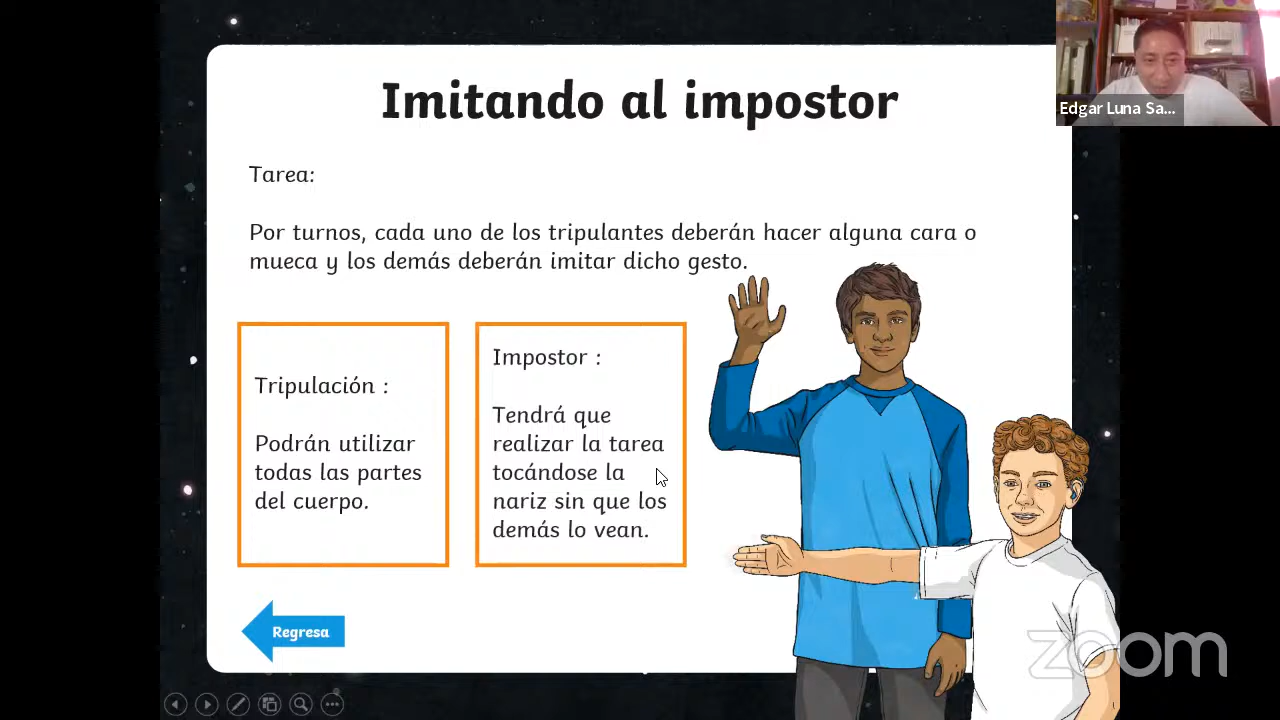 Imitando al impostor
Edgar Luna Sa...
Tarea:
Por turnos, cada uno de los tripulantes deberán hacer alguna cara o
mueca y los demás deberán imitar dicho gesto.
Tripulación :
Podrán utilizar
todas las partes
del cuerpo.
Impostor :
Tendrá que
realizar la tarea
tocándose la
nariz sin que los
demás lo vean.
Regresa
zoom